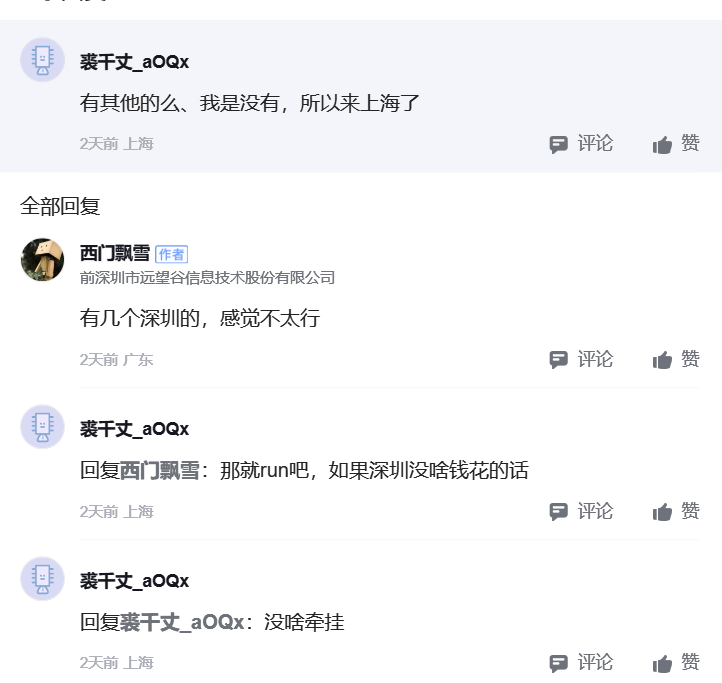 裘千丈_aOQx
有其他的么、我是没有，所以来上海了
2天前 上海 评论 赞
全部回复
西门飘雪 作者
前深圳市远望谷信息技术股份有限公司
有几个深圳的，感觉不太行
2天前 广东 评论 赞
裘千丈_aOQx
回复西门飘雪：那就run吧，如果深圳没啥钱花的话
2天前 上海 评论 赞
裘千丈_aOQx
回复裘千丈_aOQx：没啥牵挂
2天前 上海 评论 赞